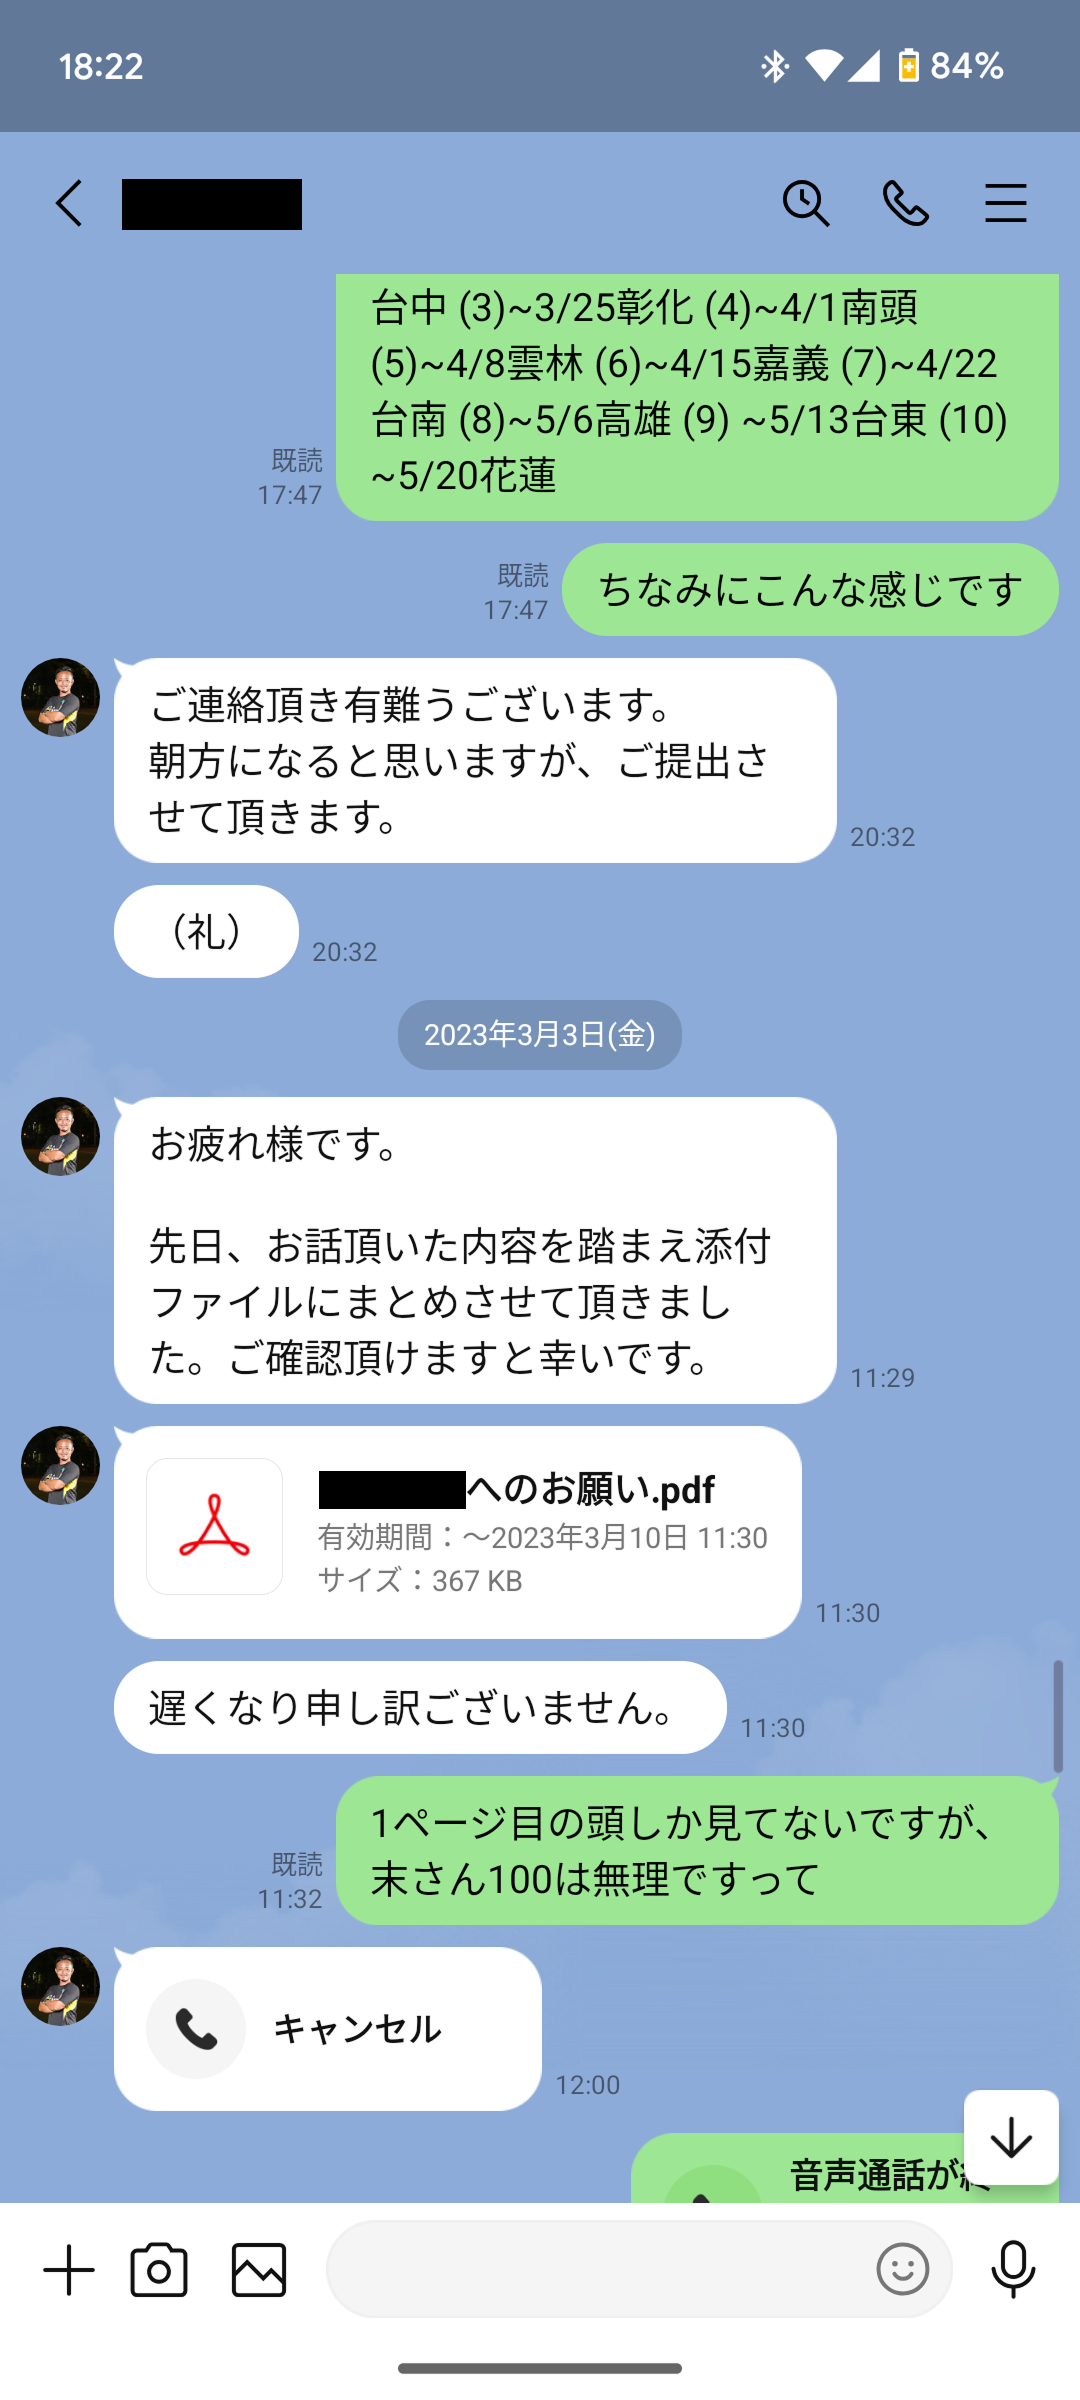 18:22
84%
台中 (3)~3/25彰化 (4)~4/1南頭
(5)~4/8雲林 (6)~4/15嘉義 (7)~4/22
台南 (8)~5/6高雄 (9) ~5/13台東 (10)
~5/20花蓮
既読
17:47
ちなみにこんな感じです
既読
17:47
ご連絡頂き有難うございます。
朝方になると思いますが、ご提出さ
せて頂きます。
20:32
（礼）
20:32
2023年3月3日(金)
お疲れ様です。
先日、お話頂いた内容を踏まえ添付
ファイルにまとめさせて頂きまし
た。ご確認頂けますと幸いです。
11:29
へのお願い.pdf
有効期間：～2023年3月10日 11:30
サイズ：367 KB
11:30
遅くなり申し訳ございません。
11:30
1ページ目の頭しか見てないですが、
末さん100は無理ですって
既読
11:32
キャンセル
12:00
音声通話が